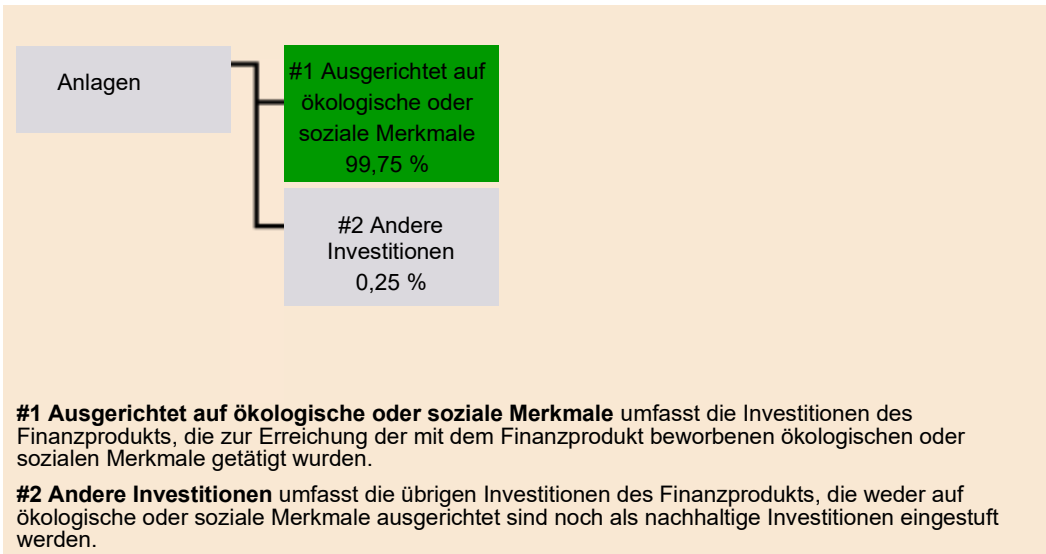 Anlagen
#1 Ausgerichtet auf
ökologische oder
soziale Merkmale
99,75 %
#2 Andere
Investitionen
0,25 %
#1 Ausgerichtet auf ökologische oder soziale Merkmale umfasst die Investitionen des
Finanzprodukts, die zur Erreichung der mit dem Finanzprodukt beworbenen ökologischen oder
sozialen Merkmale getätigt wurden.
#2 Andere Investitionen umfasst die übrigen Investitionen des Finanzprodukts, die weder auf
ökologische oder soziale Merkmale ausgerichtet sind noch als nachhaltige Investitionen eingestuft
werden.